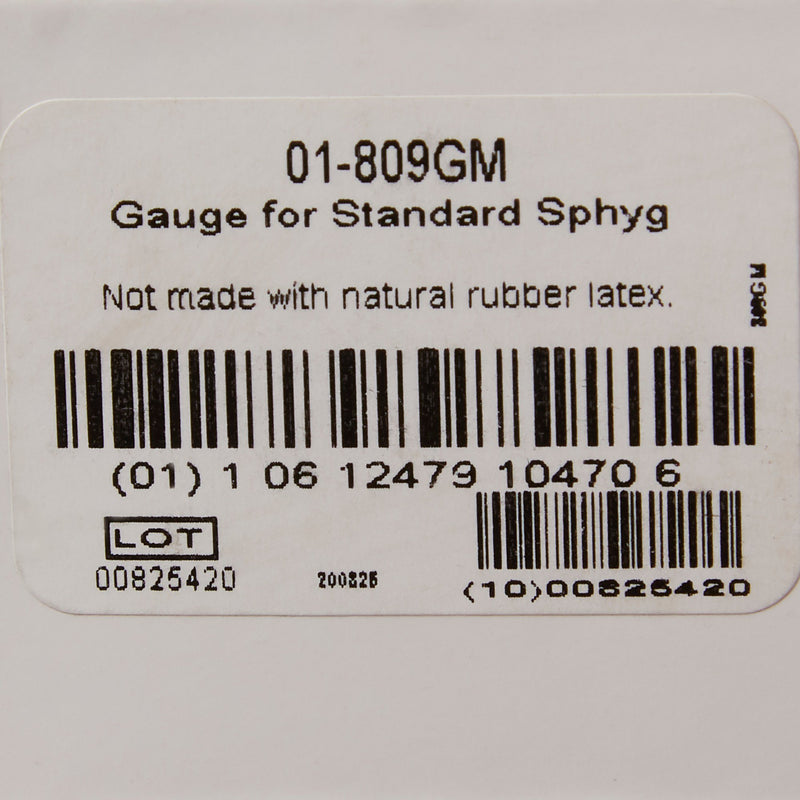 01-809GM
Gauge for Standard Sphyg
Not made with natural rubber latex.
809GM
(01) 1 06 12479 10470 6
LOT
00825420
200825
(10)00825420